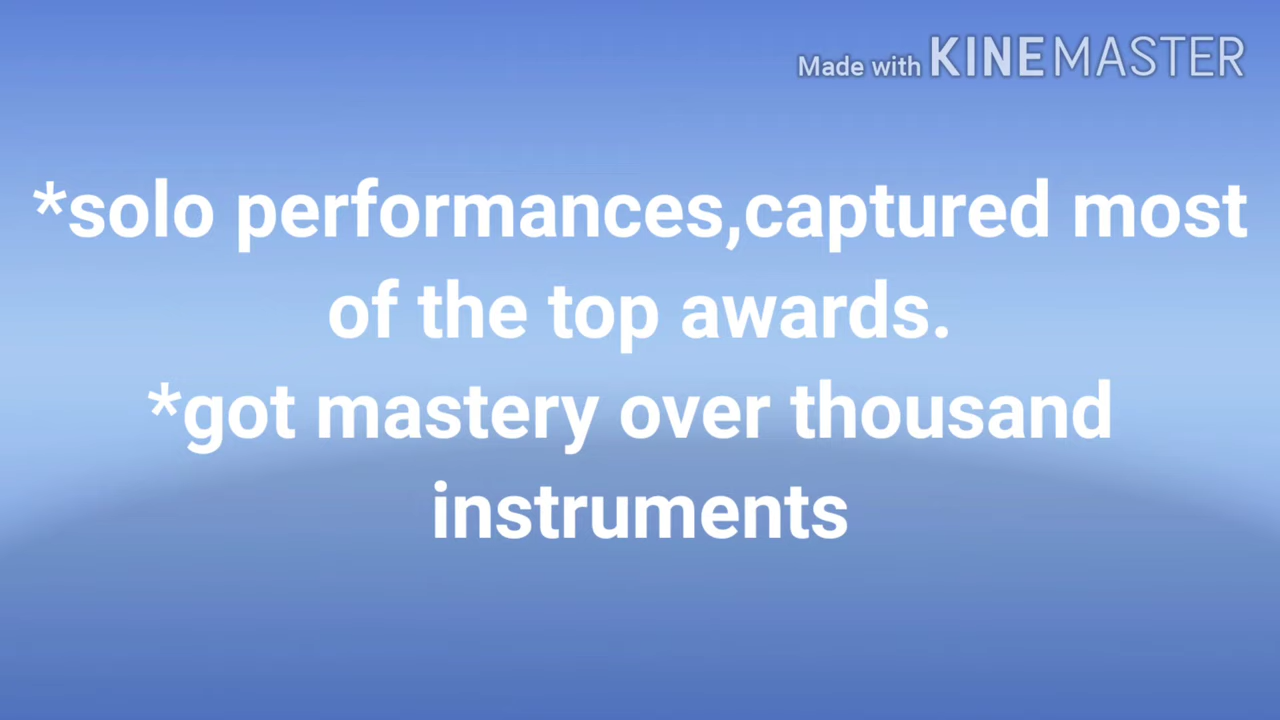 Made with KINEMASTER
*solo performances,captured most
of the top awards.
*got mastery over thousand
instruments